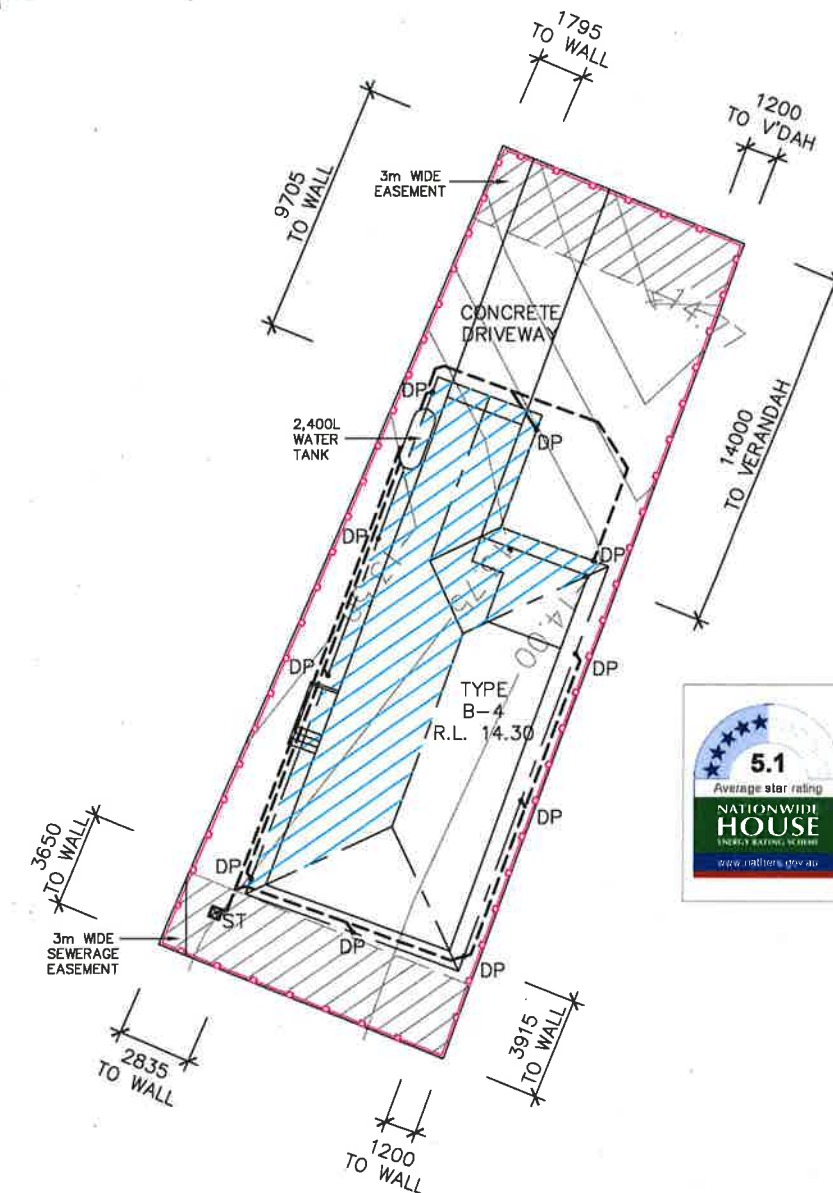 1795
TO WALL
1200
TO V'DAH
9705
TO WALL
3m WIDE
EASEMENT
CONCRETE
DRIVEWAY
14000
TO VERANDAH
DP
2,400L
WATER
TANK
DP
DP
DP
14.00
DP
DP
TYPE
B-4
R.L. 14.30
5.1
Average star rating
NATIONWIDE
HOUSE
ENERGY RATING SCHEME
www.nathers.gov.au
DP
3650
TO WALL
DP
ST
3m WIDE
SEWERAGE
EASEMENT
DP
DP
2835
TO WALL
3915
TO WALL
1200
TO WALL